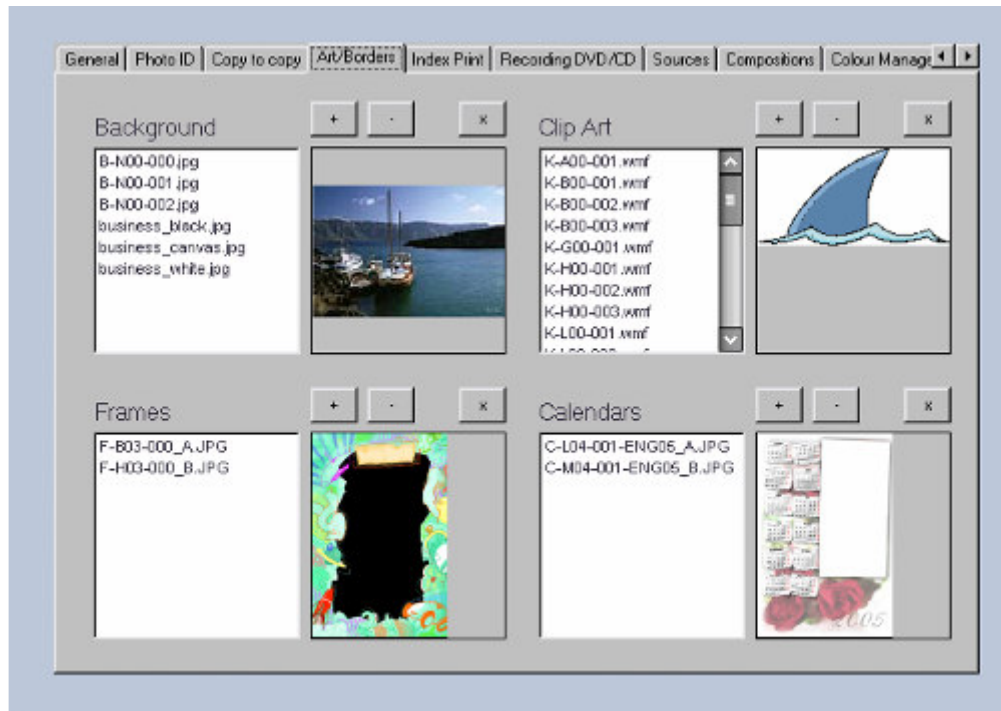 General Photo ID Copy to copy Art/Borders Index Print Recording DVD/CD Sources Compositions Colour Manage
Background + - x
B-N00-000.jpg
B-N00-001.jpg
B-N00-002.jpg
business_black.jpg
business_canvas.jpg
business_white.jpg
Clip Art + - x
K-A00-001.wmf
K-B00-001.wmf
K-B00-002.wmf
K-B00-003.wmf
K-G00-001.wmf
K-H00-001.wmf
K-H00-002.wmf
K-H00-003.wmf
K-L00-001.wmf
Frames + - x
F-B03-000_A.JPG
F-H03-000_B.JPG
Calendars + - x
C-L04-001-ENG05_A.JPG
C-M04-001-ENG05_B.JPG
2005